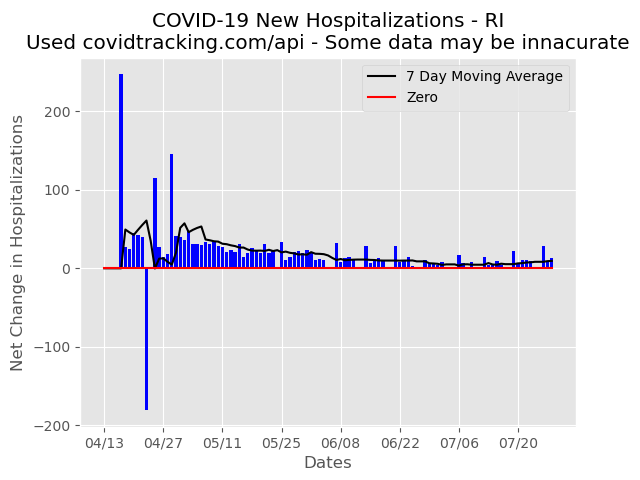 COVID-19 New Hospitalizations - RI
Used covidtracking.com/api - Some data may be innacurate
7 Day Moving Average
Zero
Net Change in Hospitalizations
200
100
0
−100
−200
04/13 04/27 05/11 05/25 06/08 06/22 07/06 07/20
Dates